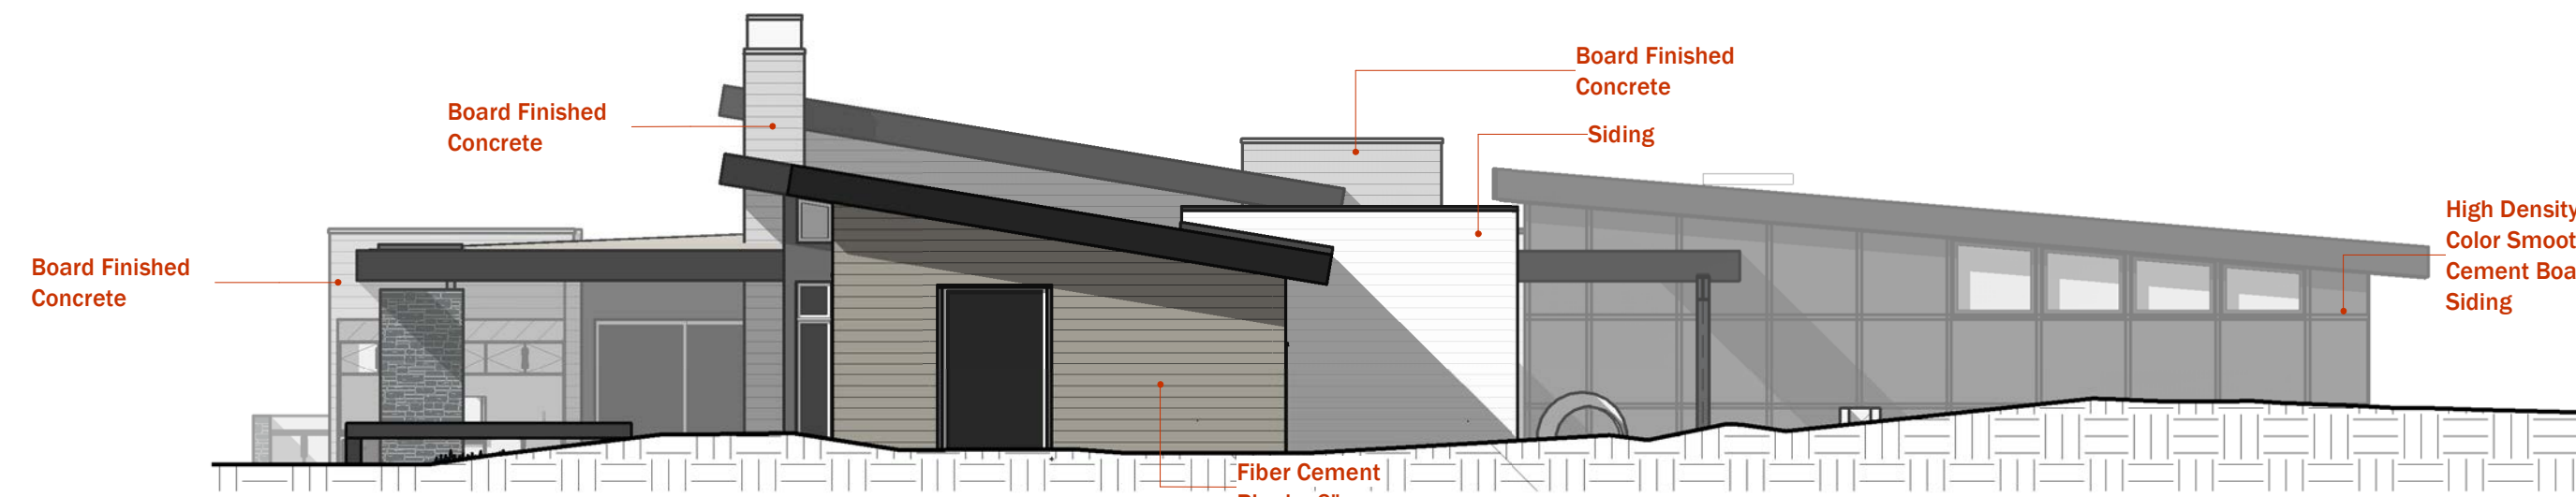 Board Finished
Concrete
Board Finished
Concrete
Board Finished
Concrete
Siding
High Density
Color Smoot
Cement Boa
Siding
Fiber Cement